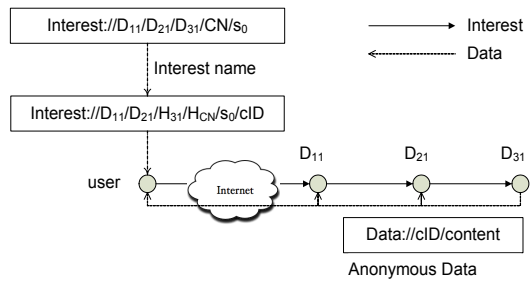 Interest://D₁₁/D₂₁/D₃₁/CN/s₀
Interest
Data
Interest name
Interest://D₁₁/D₂₁/H₃₁/H_CN/s₀/cID
user
Internet
D₁₁
D₂₁
D₃₁
Data://cID/content
Anonymous Data